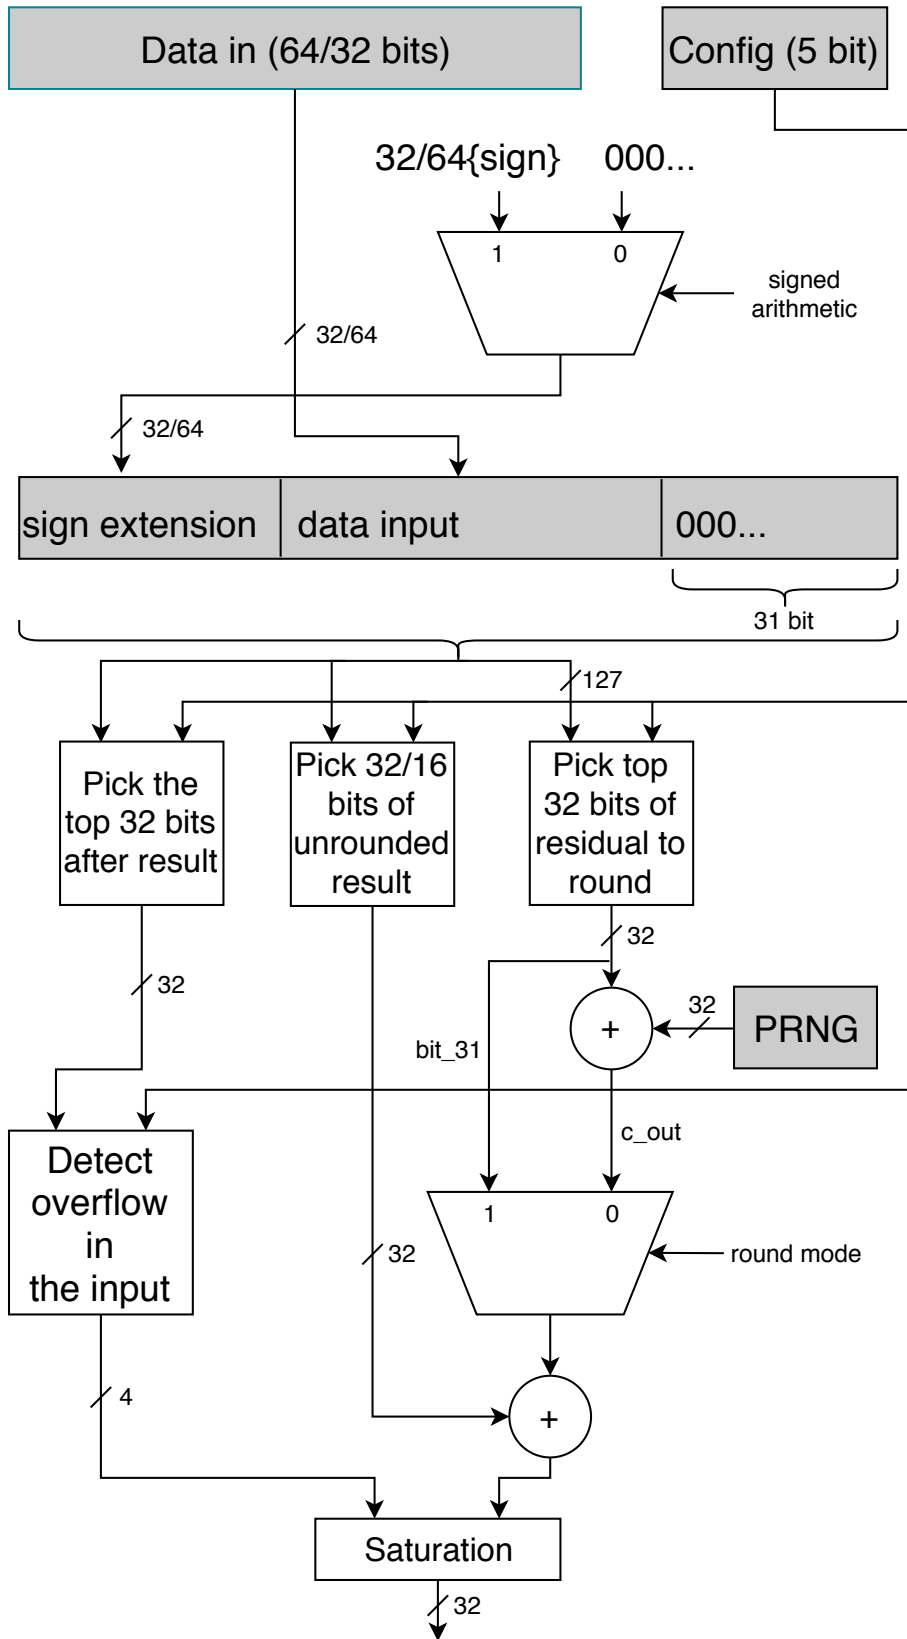 Data in (64/32 bits)
Config (5 bit)
32/64{sign}
000...
1
0
signed
arithmetic
32/64
32/64
sign extension
data input
000...
31 bit
127
Pick the
top 32 bits
after result
Pick 32/16
bits of
unrounded
result
Pick top
32 bits of
residual to
round
32
32
+
32
PRNG
bit_31
c_out
Detect
overflow
in
the input
1
0
32
round mode
4
+
Saturation
32